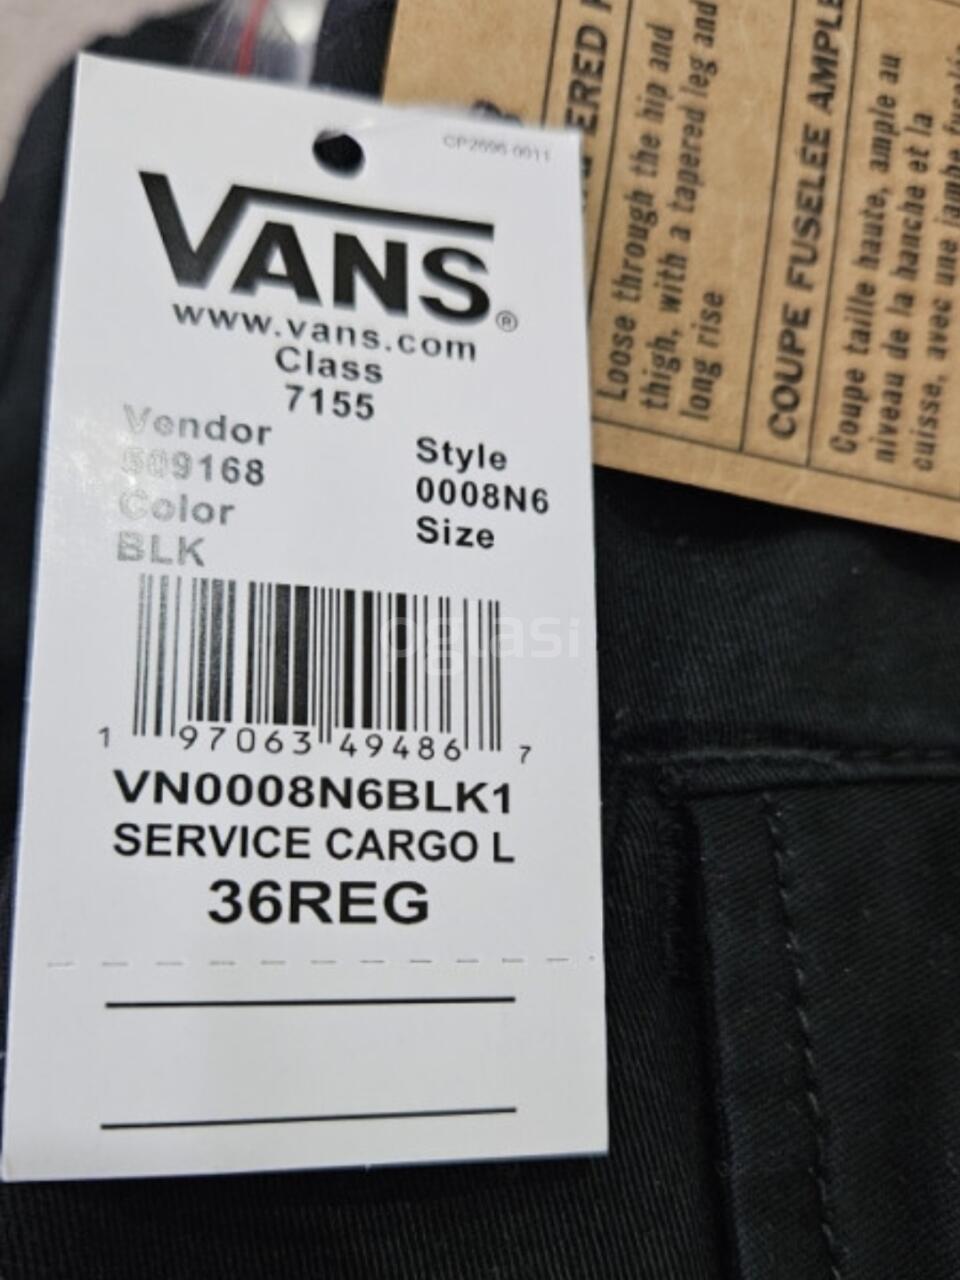 CP2696-0011
VANS®
www.vans.com
Class
7155
Vendor
509168
Color
BLK
Style
0008N6
Size
1 97063 49486 7
VN0008N6BLK1
SERVICE CARGO L
36REG
Loose through the hip and
thigh, with a tapered leg and
long rise
COUPE FUSELÉE AMPLE
Coupe taille haute, ample au
niveau de la hanche et la
cuisse, avec une jambe
oglasi